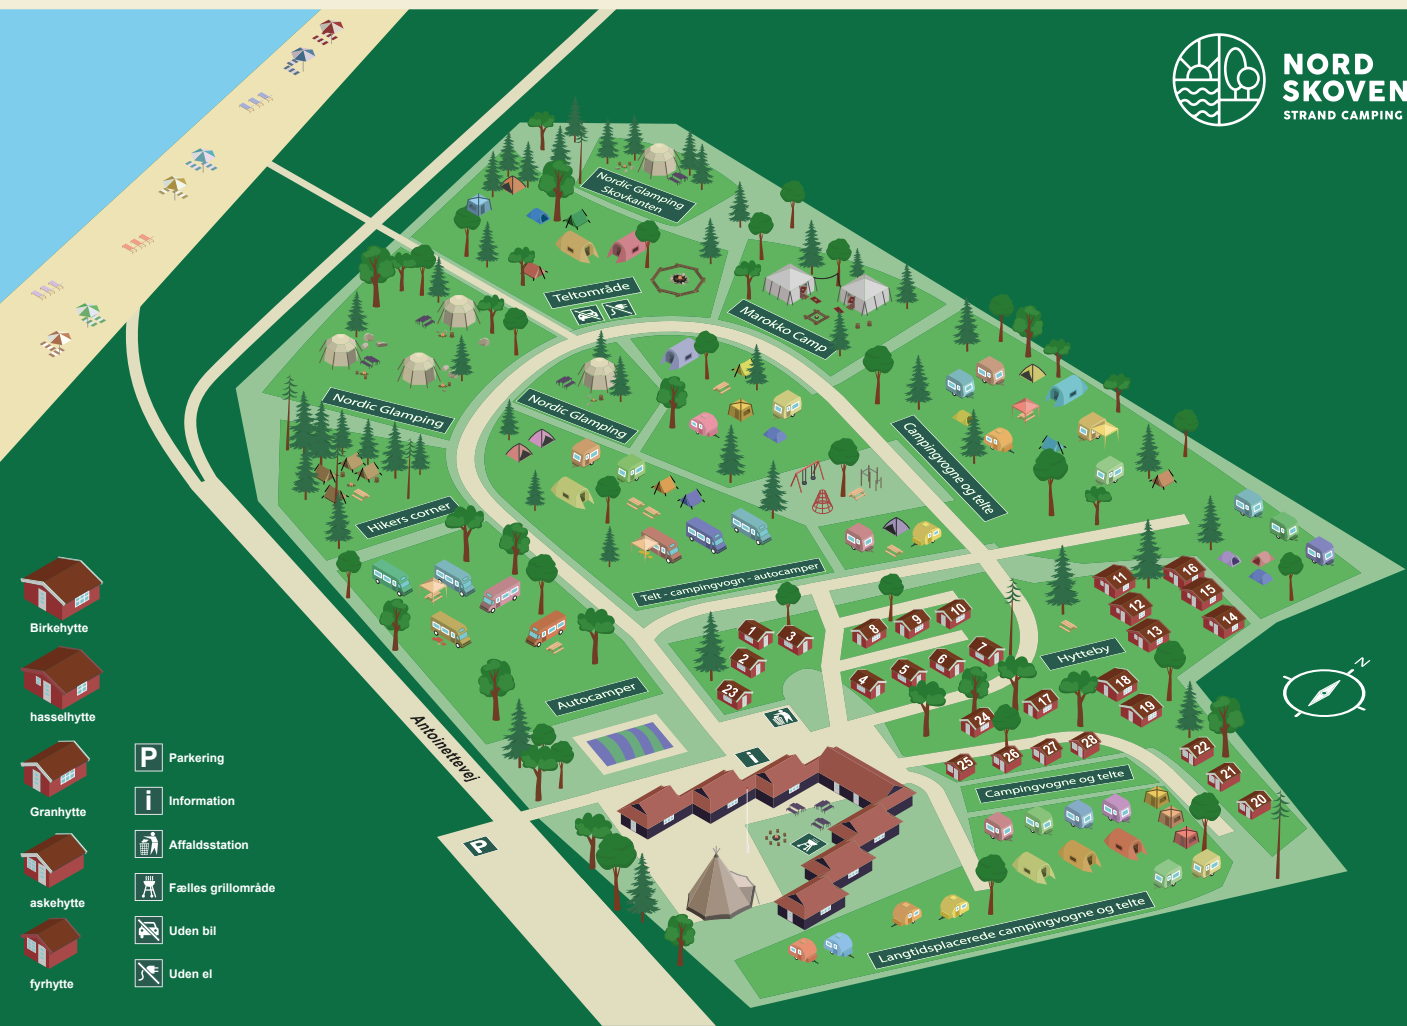 NORD
SKOVEN
STRAND CAMPING
Nordic Glamping
Skovkanten
Teltområde
Marokko Camp
Nordic Glamping
Nordic Glamping
Campingvogne og telte
Hikers corner
Telt - campingvogn - autocamper
Autocamper
Hytteby
Antoinettevej
Campingvogne og telte
Langtidsplacerede campingvogne og telte
1
2
3
23
4
5
6
7
8
9
10
11
12
13
14
15
16
17
18
19
20
21
22
24
25
26
27
28
N
i
P
Birkehytte
hasselhytte
Granhytte
askehytte
fyrhytte
P Parkering
i Information
Affaldsstation
Fælles grillområde
Uden bil
Uden el